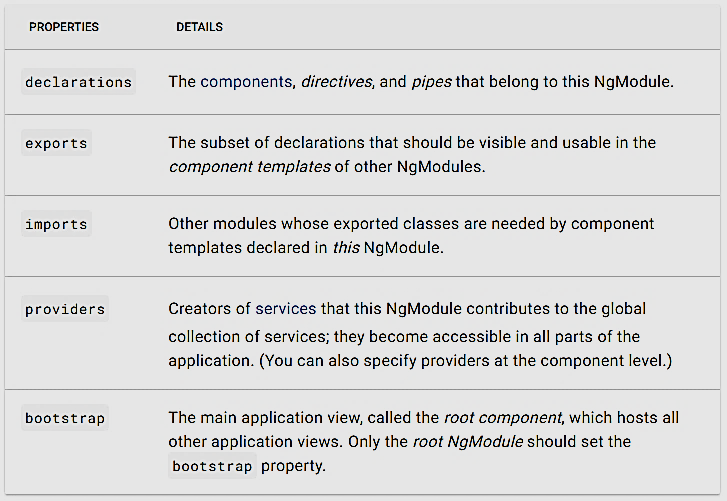 PROPERTIES DETAILS
declarations The components, directives, and pipes that belong to this NgModule.
exports The subset of declarations that should be visible and usable in the
component templates of other NgModules.
imports Other modules whose exported classes are needed by component
templates declared in this NgModule.
providers Creators of services that this NgModule contributes to the global
collection of services; they become accessible in all parts of the
application. (You can also specify providers at the component level.)
bootstrap The main application view, called the root component, which hosts all
other application views. Only the root NgModule should set the
bootstrap property.